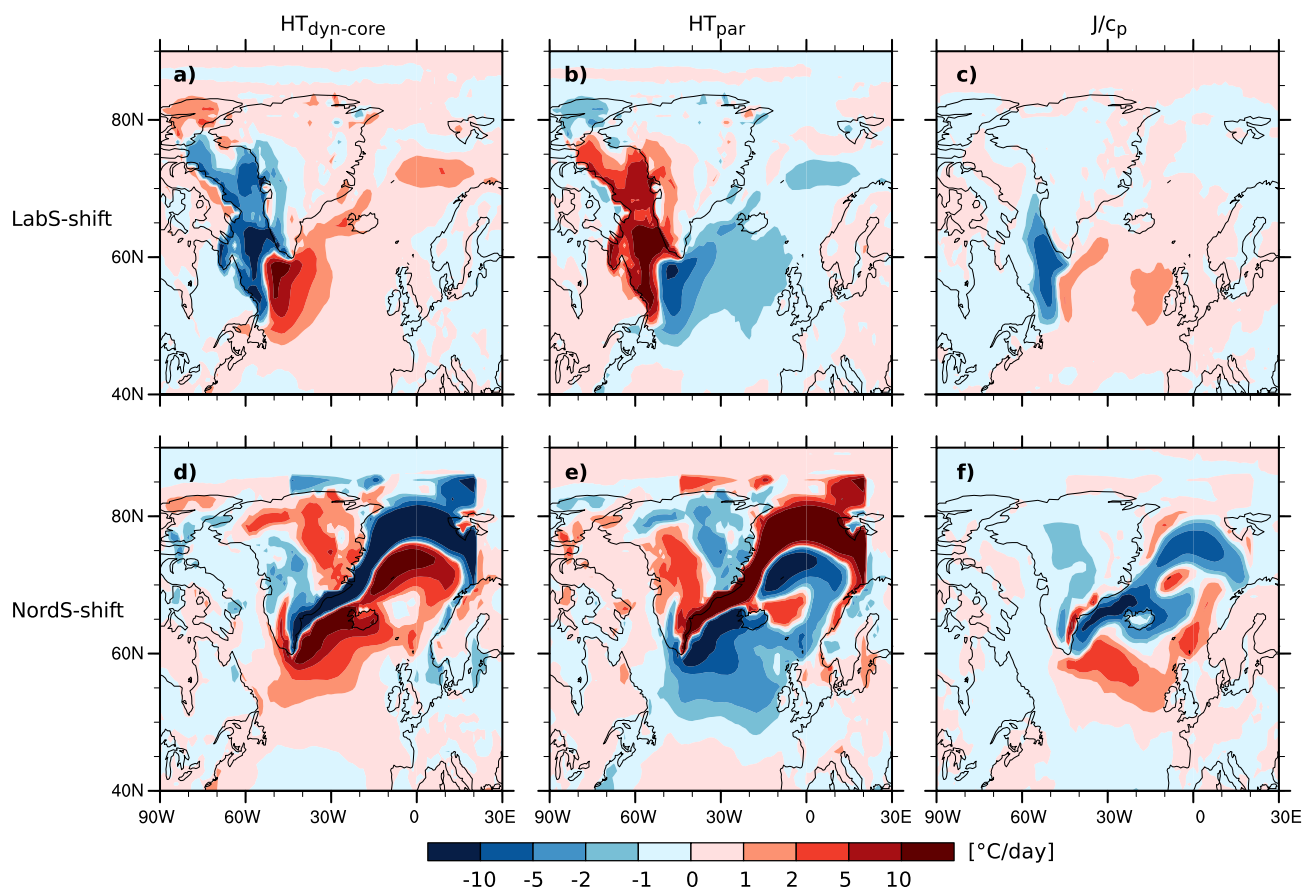 HTdyn-core HTpar J/cp
a) b) c)
80N
LabS-shift
60N
40N
d) e) f)
80N
NordS-shift
60N
40N
90W 60W 30W 0 30E 90W 60W 30W 0 30E 90W 60W 30W 0 30E
[°C/day]
-10 -5 -2 -1 0 1 2 5 10